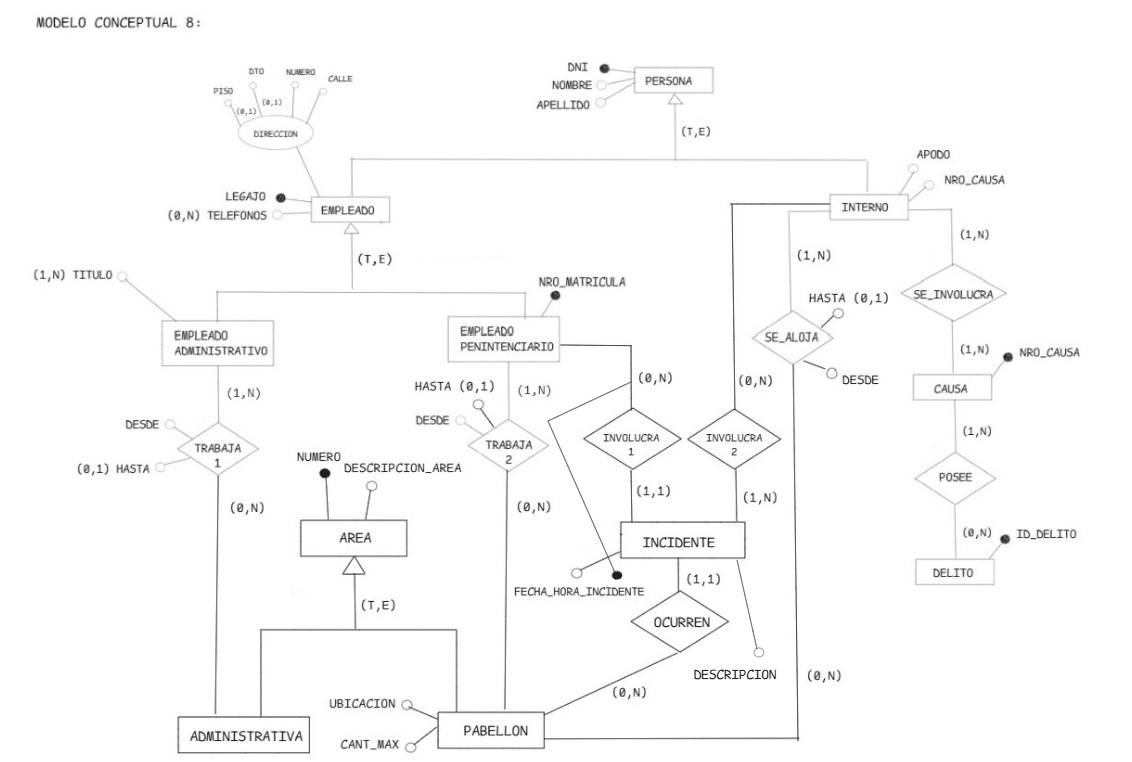 MODELO CONCEPTUAL 8:
DTO
NUMERO
CALLE
PISO
(0,1)
(0,1)
DIRECCION
DNI
NOMBRE
APELLIDO
PERSONA
(T,E)
LEGAJO
(0,N) TELEFONOS
EMPLEADO
(T,E)
APODO
NRO_CAUSA
INTERNO
(1,N)
(1,N)
(1,N) TITULO
NRO_MATRICULA
HASTA (0,1)
SE_INVOLUCRA
EMPLEADO
ADMINISTRATIVO
EMPLEADO
PENINTENCIARIO
SE_ALOJA
(1,N)
NRO_CAUSA
(1,N)
HASTA (0,1)
(1,N)
(0,N)
(0,N)
DESDE
CAUSA
DESDE
TRABAJA
1
(0,1) HASTA
DESDE
TRABAJA
2
INVOLUCRA
1
INVOLUCRA
2
(1,N)
NUMERO
DESCRIPCION_AREA
POSEE
(0,N)
(0,N)
(1,1)
(1,N)
AREA
INCIDENTE
(0,N)
ID_DELITO
DELITO
FECHA_HORA_INCIDENTE
(1,1)
(T,E)
OCURREN
DESCRIPCION
(0,N)
(0,N)
UBICACION
CANT_MAX
ADMINISTRATIVA
PABELLON